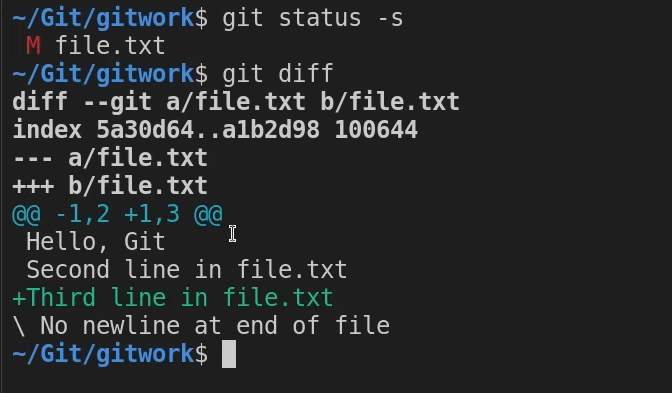 ~/Git/gitwork$ git status -s
 M file.txt
~/Git/gitwork$ git diff
diff --git a/file.txt b/file.txt
index 5a30d64..a1b2d98 100644
--- a/file.txt
+++ b/file.txt
@@ -1,2 +1,3 @@
 Hello, Git
 Second line in file.txt
+Third line in file.txt
\ No newline at end of file
~/Git/gitwork$